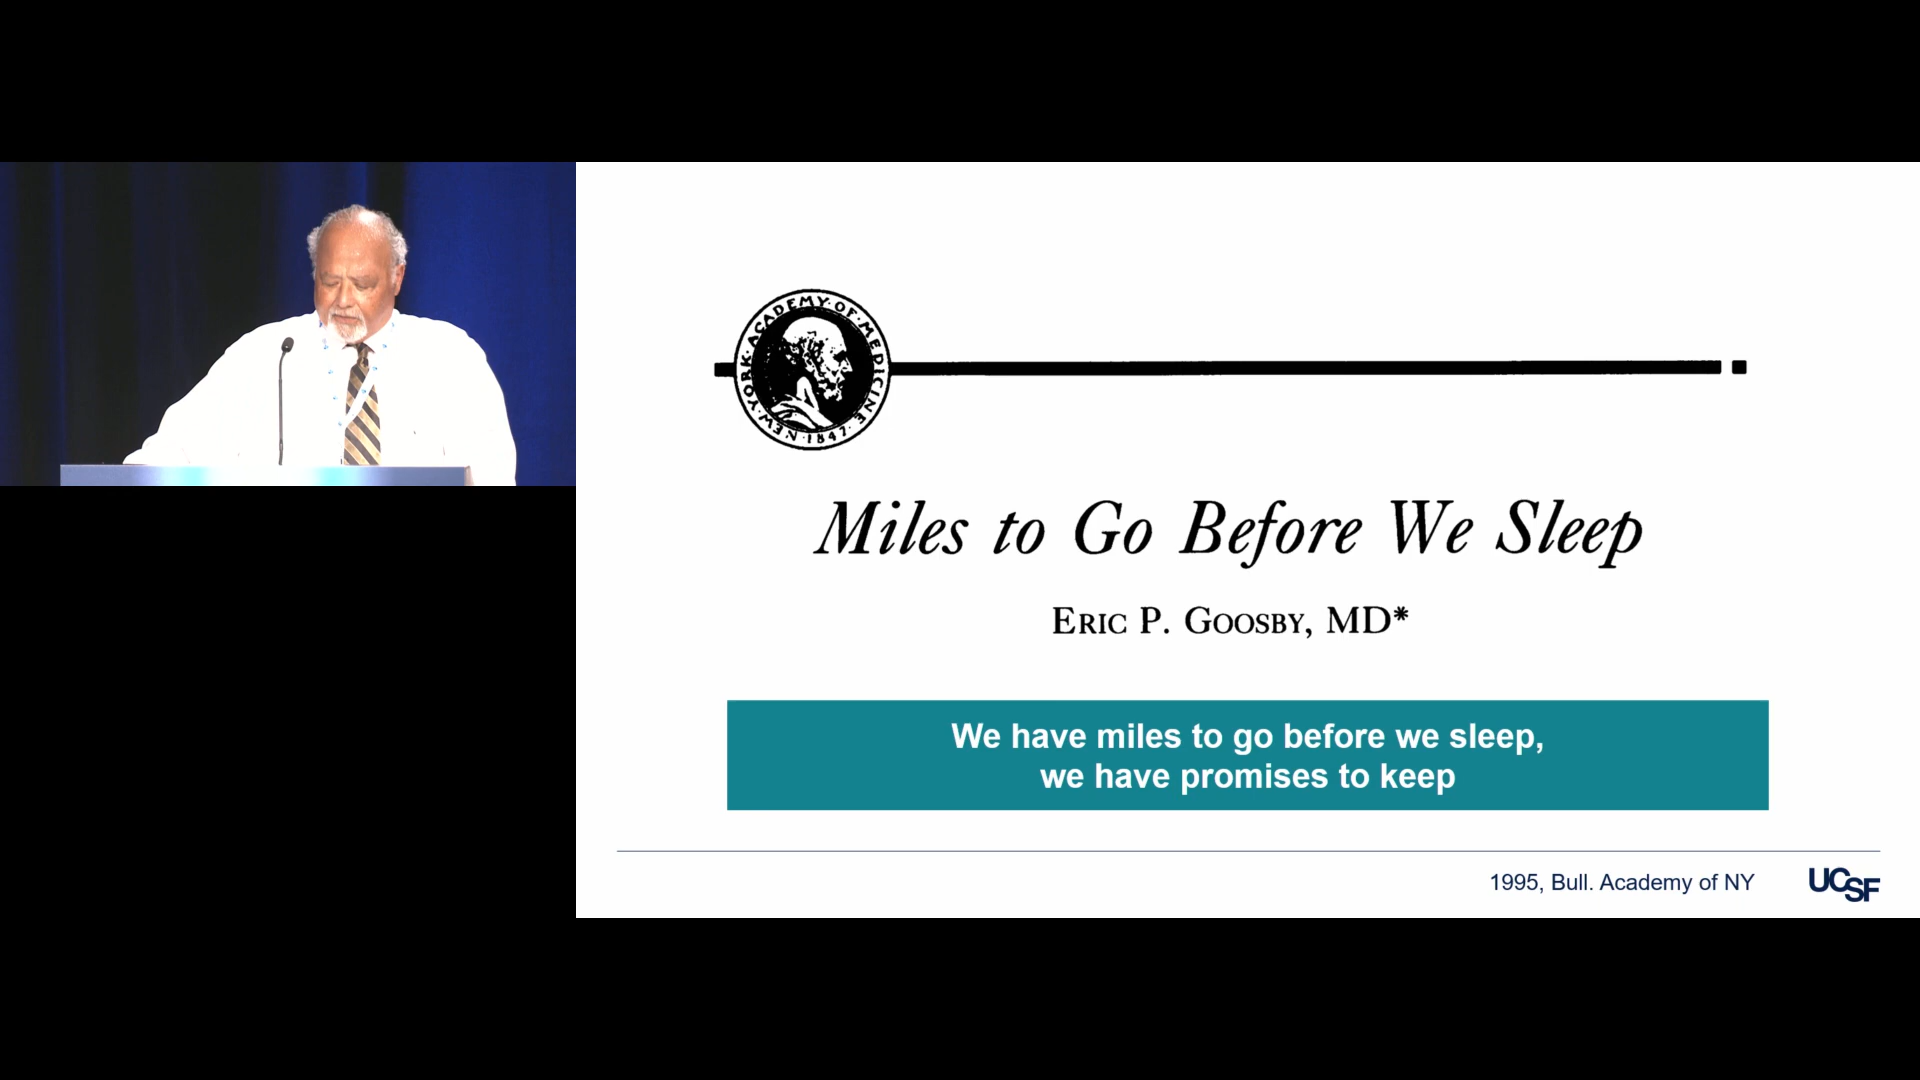 NEW·YORK·ACADEMY·OF·MEDICINE
·1847·
Miles to Go Before We Sleep
ERIC P. GOOSBY, MD*
We have miles to go before we sleep,
we have promises to keep
1995, Bull. Academy of NY
UCSF